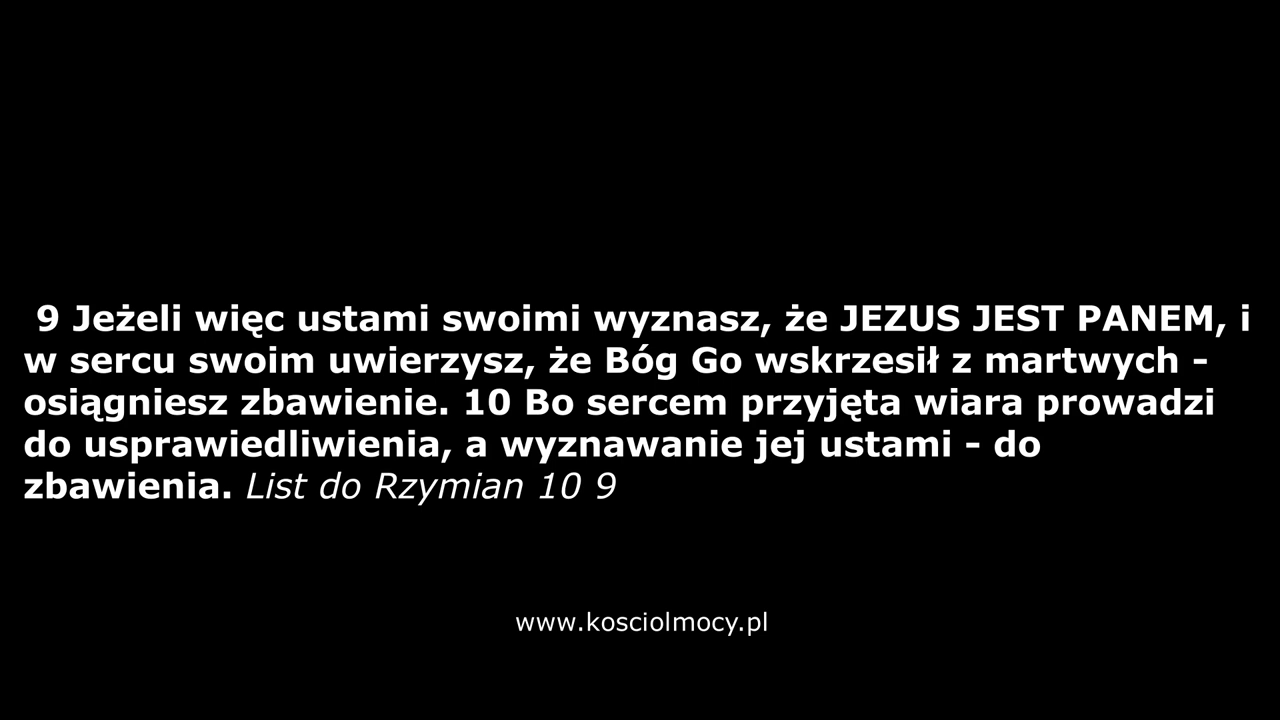 9 Jeżeli więc ustami swoimi wyznasz, że JEZUS JEST PANEM, i
w sercu swoim uwierzysz, że Bóg Go wskrzesił z martwych -
osiągniesz zbawienie. 10 Bo sercem przyjęta wiara prowadzi
do usprawiedliwienia, a wyznawanie jej ustami - do
zbawienia. List do Rzymian 10 9
www.kosciolmocy.pl